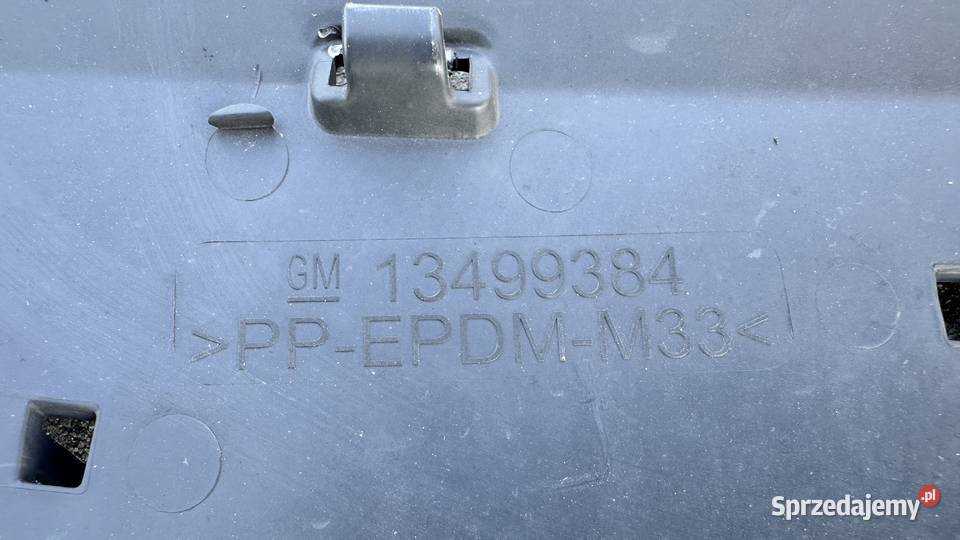 GM 13499384
>PP-EPDM-M33<
Sprzedajemy.pl